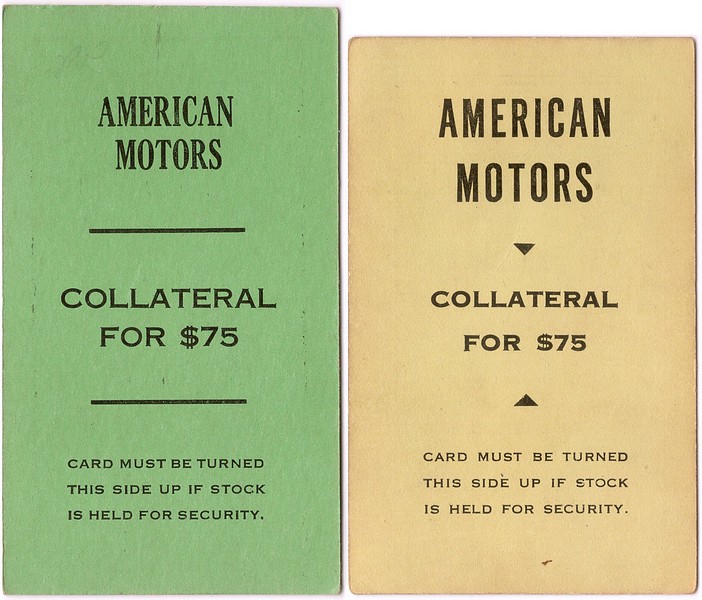 AMERICAN
MOTORS
COLLATERAL
FOR $75
CARD MUST BE TURNED
THIS SIDE UP IF STOCK
IS HELD FOR SECURITY.
AMERICAN
MOTORS
COLLATERAL
FOR $75
CARD MUST BE TURNED
THIS SIDE UP IF STOCK
IS HELD FOR SECURITY.